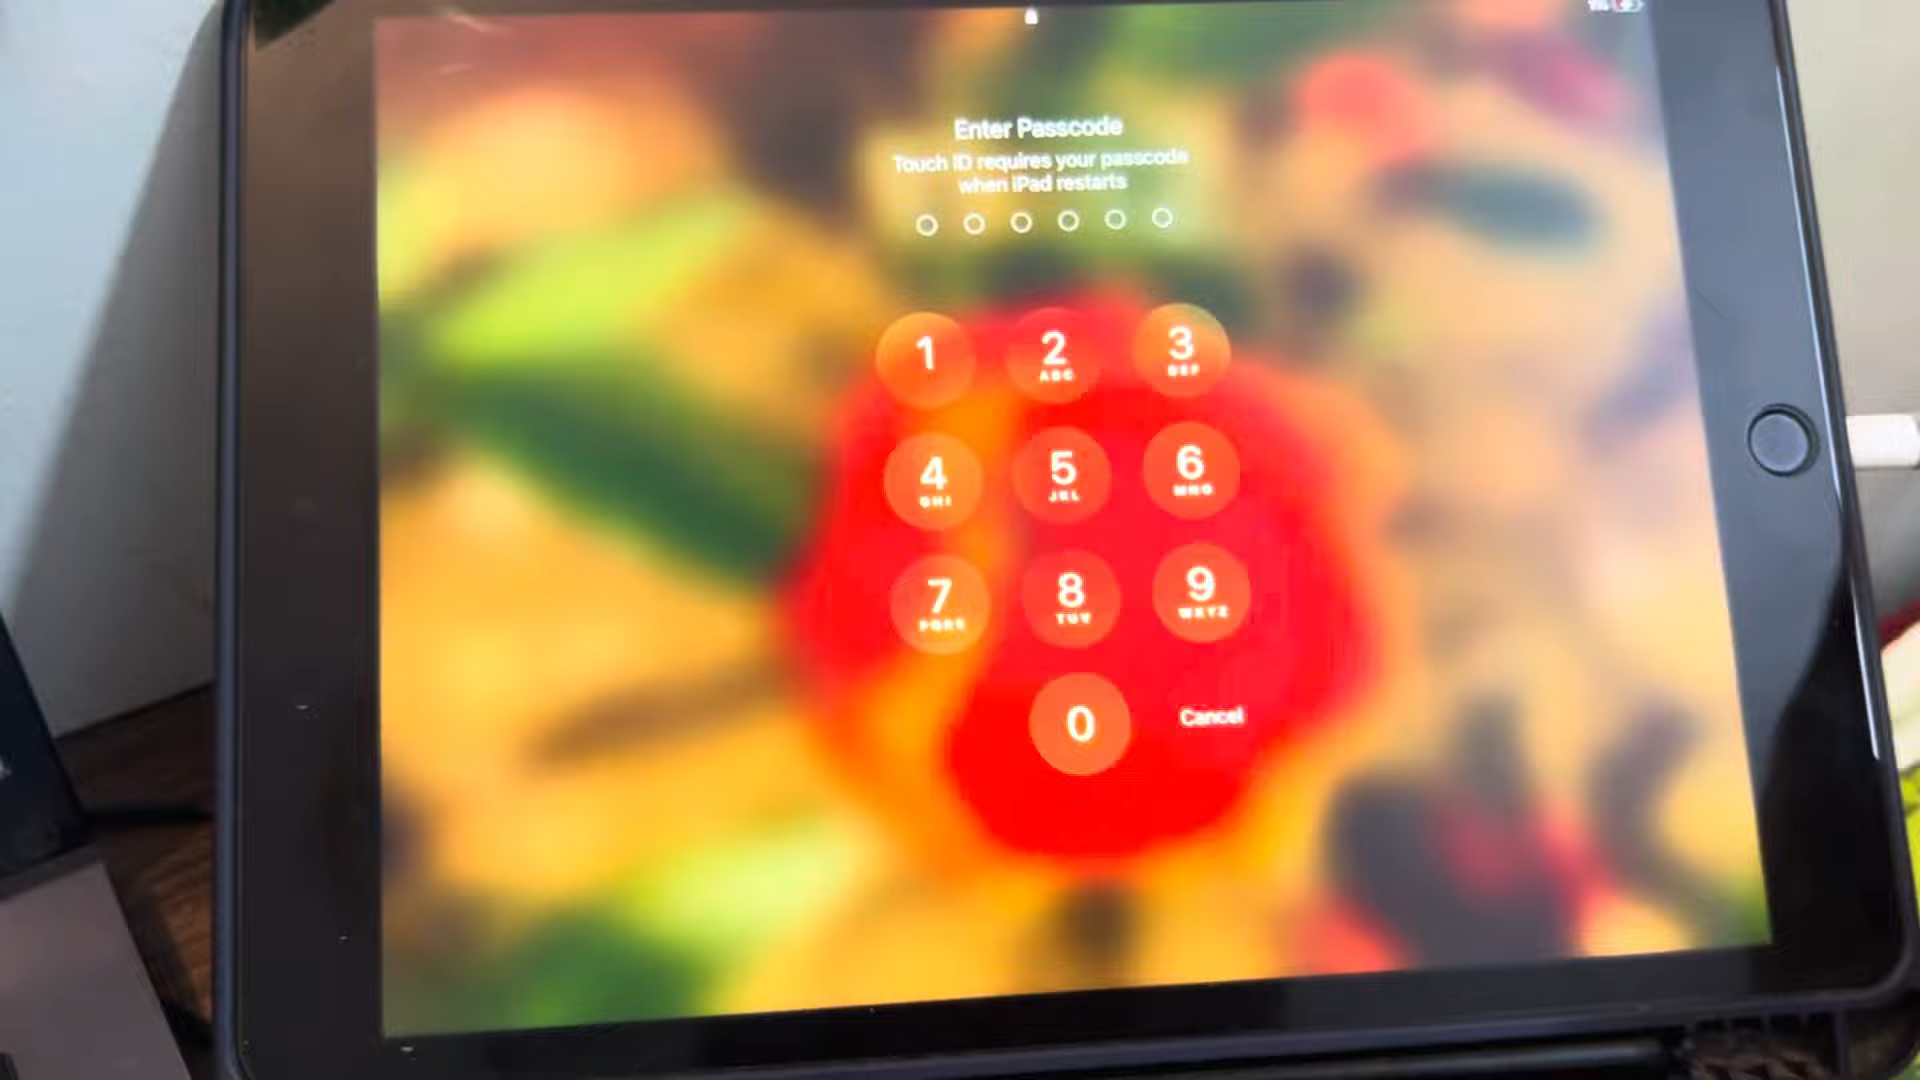 Enter Passcode
Touch ID requires your passcode
when iPad restarts
1 2 3
ABC DEF
4 5 6
GHI JKL MNO
7 8 9
PQRS TUV WXYZ
0 Cancel